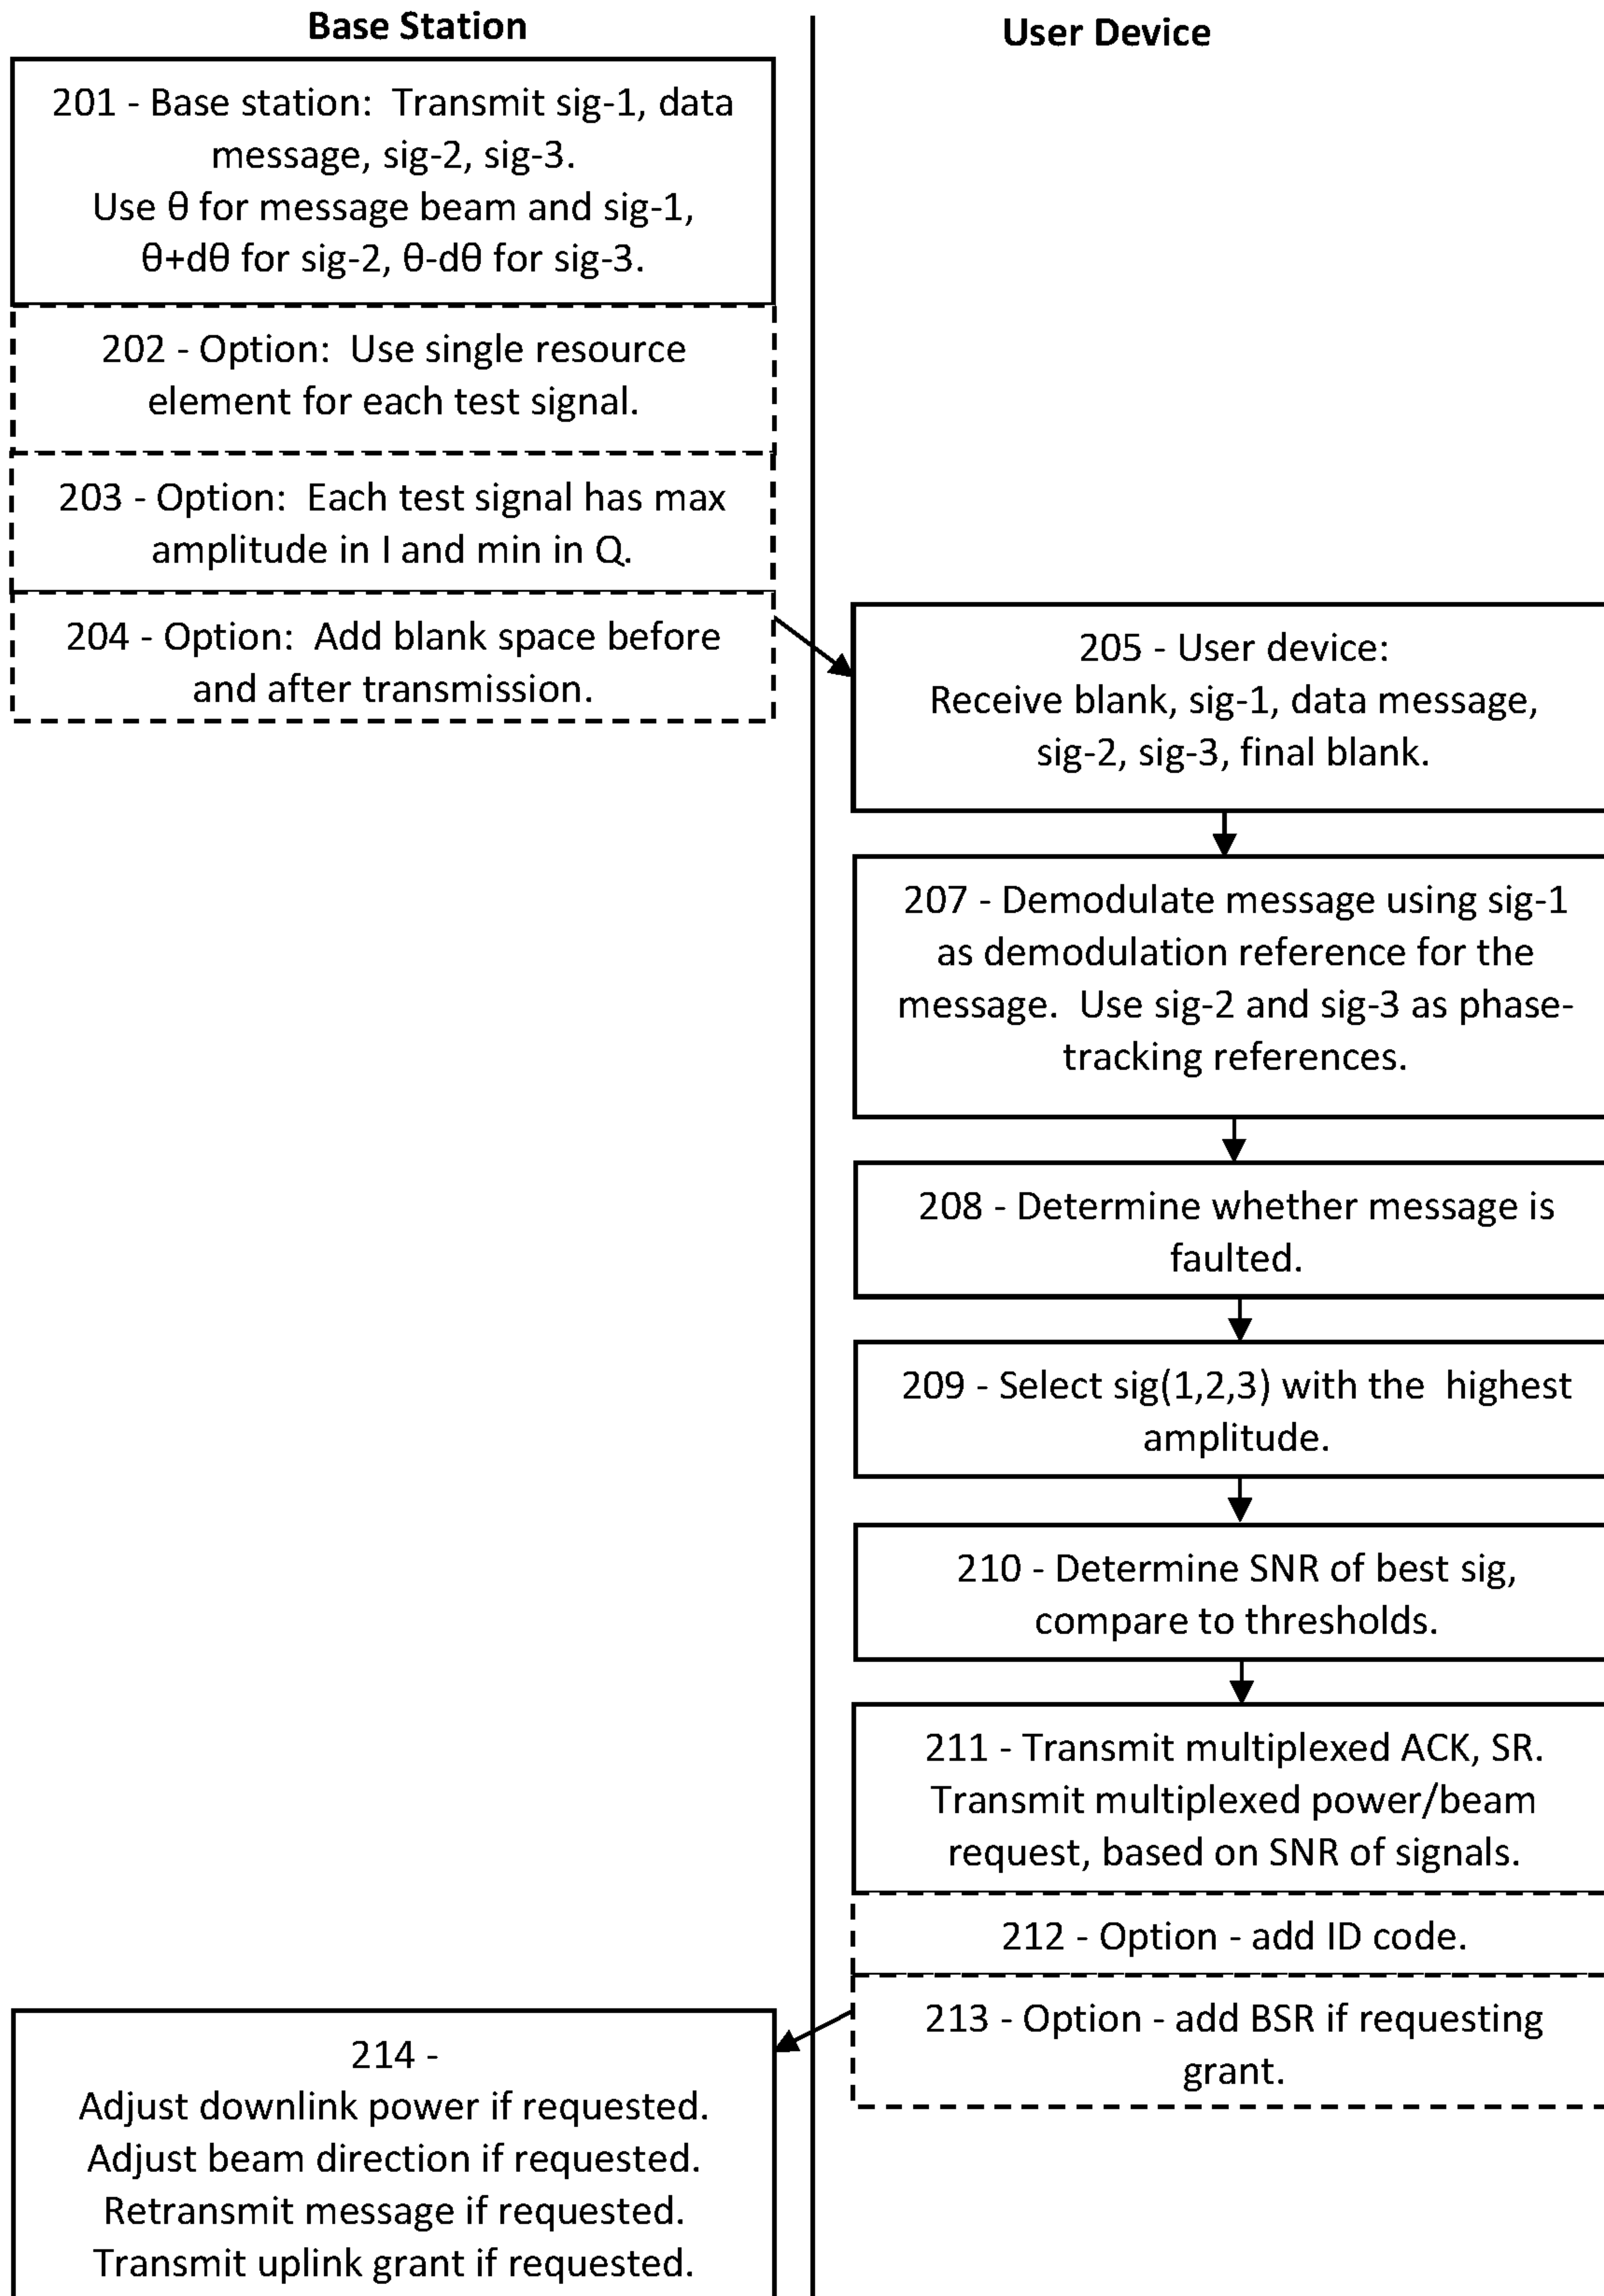 Base Station
User Device
201 - Base station:  Transmit sig-1, data
message, sig-2, sig-3.
Use θ for message beam and sig-1,
θ+dθ for sig-2, θ-dθ for sig-3.
202 - Option:  Use single resource
element for each test signal.
203 - Option:  Each test signal has max
amplitude in I and min in Q.
204 - Option:  Add blank space before
and after transmission.
205 - User device:
Receive blank, sig-1, data message,
sig-2, sig-3, final blank.
207 - Demodulate message using sig-1
as demodulation reference for the
message.  Use sig-2 and sig-3 as phase-
tracking references.
208 - Determine whether message is
faulted.
209 - Select sig(1,2,3) with the  highest
amplitude.
210 - Determine SNR of best sig,
compare to thresholds.
211 - Transmit multiplexed ACK, SR.
Transmit multiplexed power/beam
request, based on SNR of signals.
212 - Option - add ID code.
213 - Option - add BSR if requesting
grant.
214 -
Adjust downlink power if requested.
Adjust beam direction if requested.
Retransmit message if requested.
Transmit uplink grant if requested.